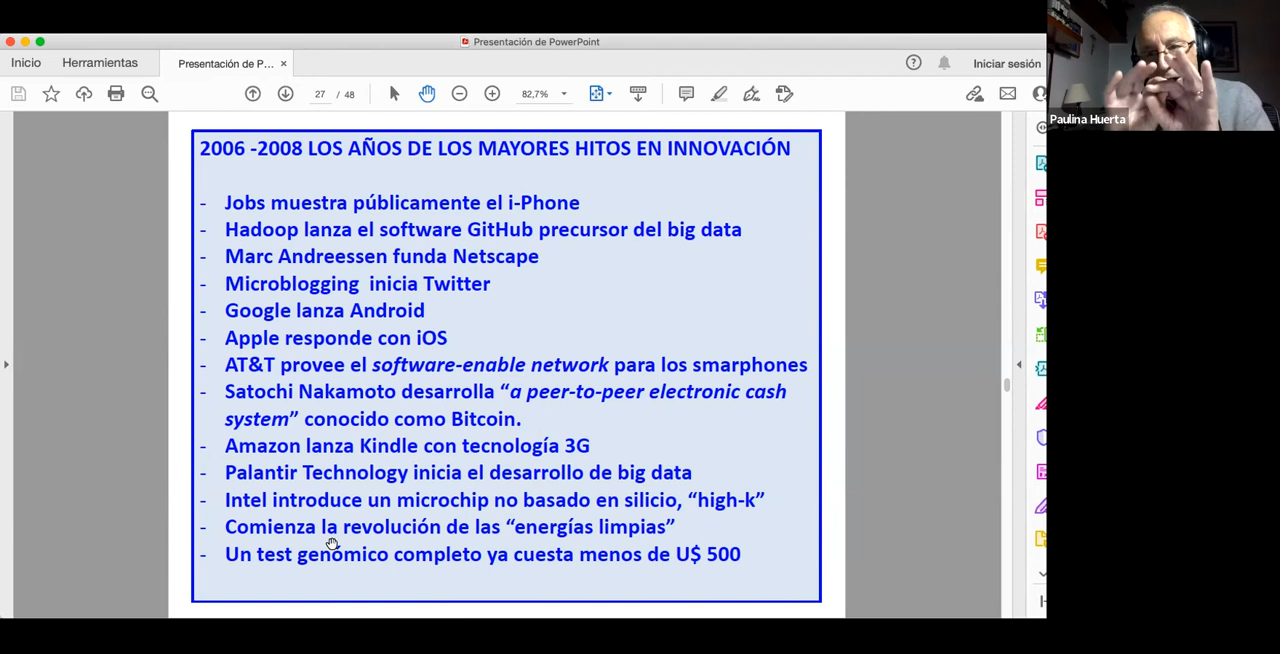 Presentación de PowerPoint
Inicio
Herramientas
Presentación de P...
Iniciar sesión
27 / 48
82,7%
Paulina Huerta
2006 -2008 LOS AÑOS DE LOS MAYORES HITOS EN INNOVACIÓN
- Jobs muestra públicamente el i-Phone
- Hadoop lanza el software GitHub precursor del big data
- Marc Andreessen funda Netscape
- Microblogging inicia Twitter
- Google lanza Android
- Apple responde con iOS
- AT&T provee el software-enable network para los smarphones
- Satochi Nakamoto desarrolla “a peer-to-peer electronic cash
system” conocido como Bitcoin.
- Amazon lanza Kindle con tecnología 3G
- Palantir Technology inicia el desarrollo de big data
- Intel introduce un microchip no basado en silicio, “high-k”
- Comienza la revolución de las “energías limpias”
- Un test genómico completo ya cuesta menos de U$ 500